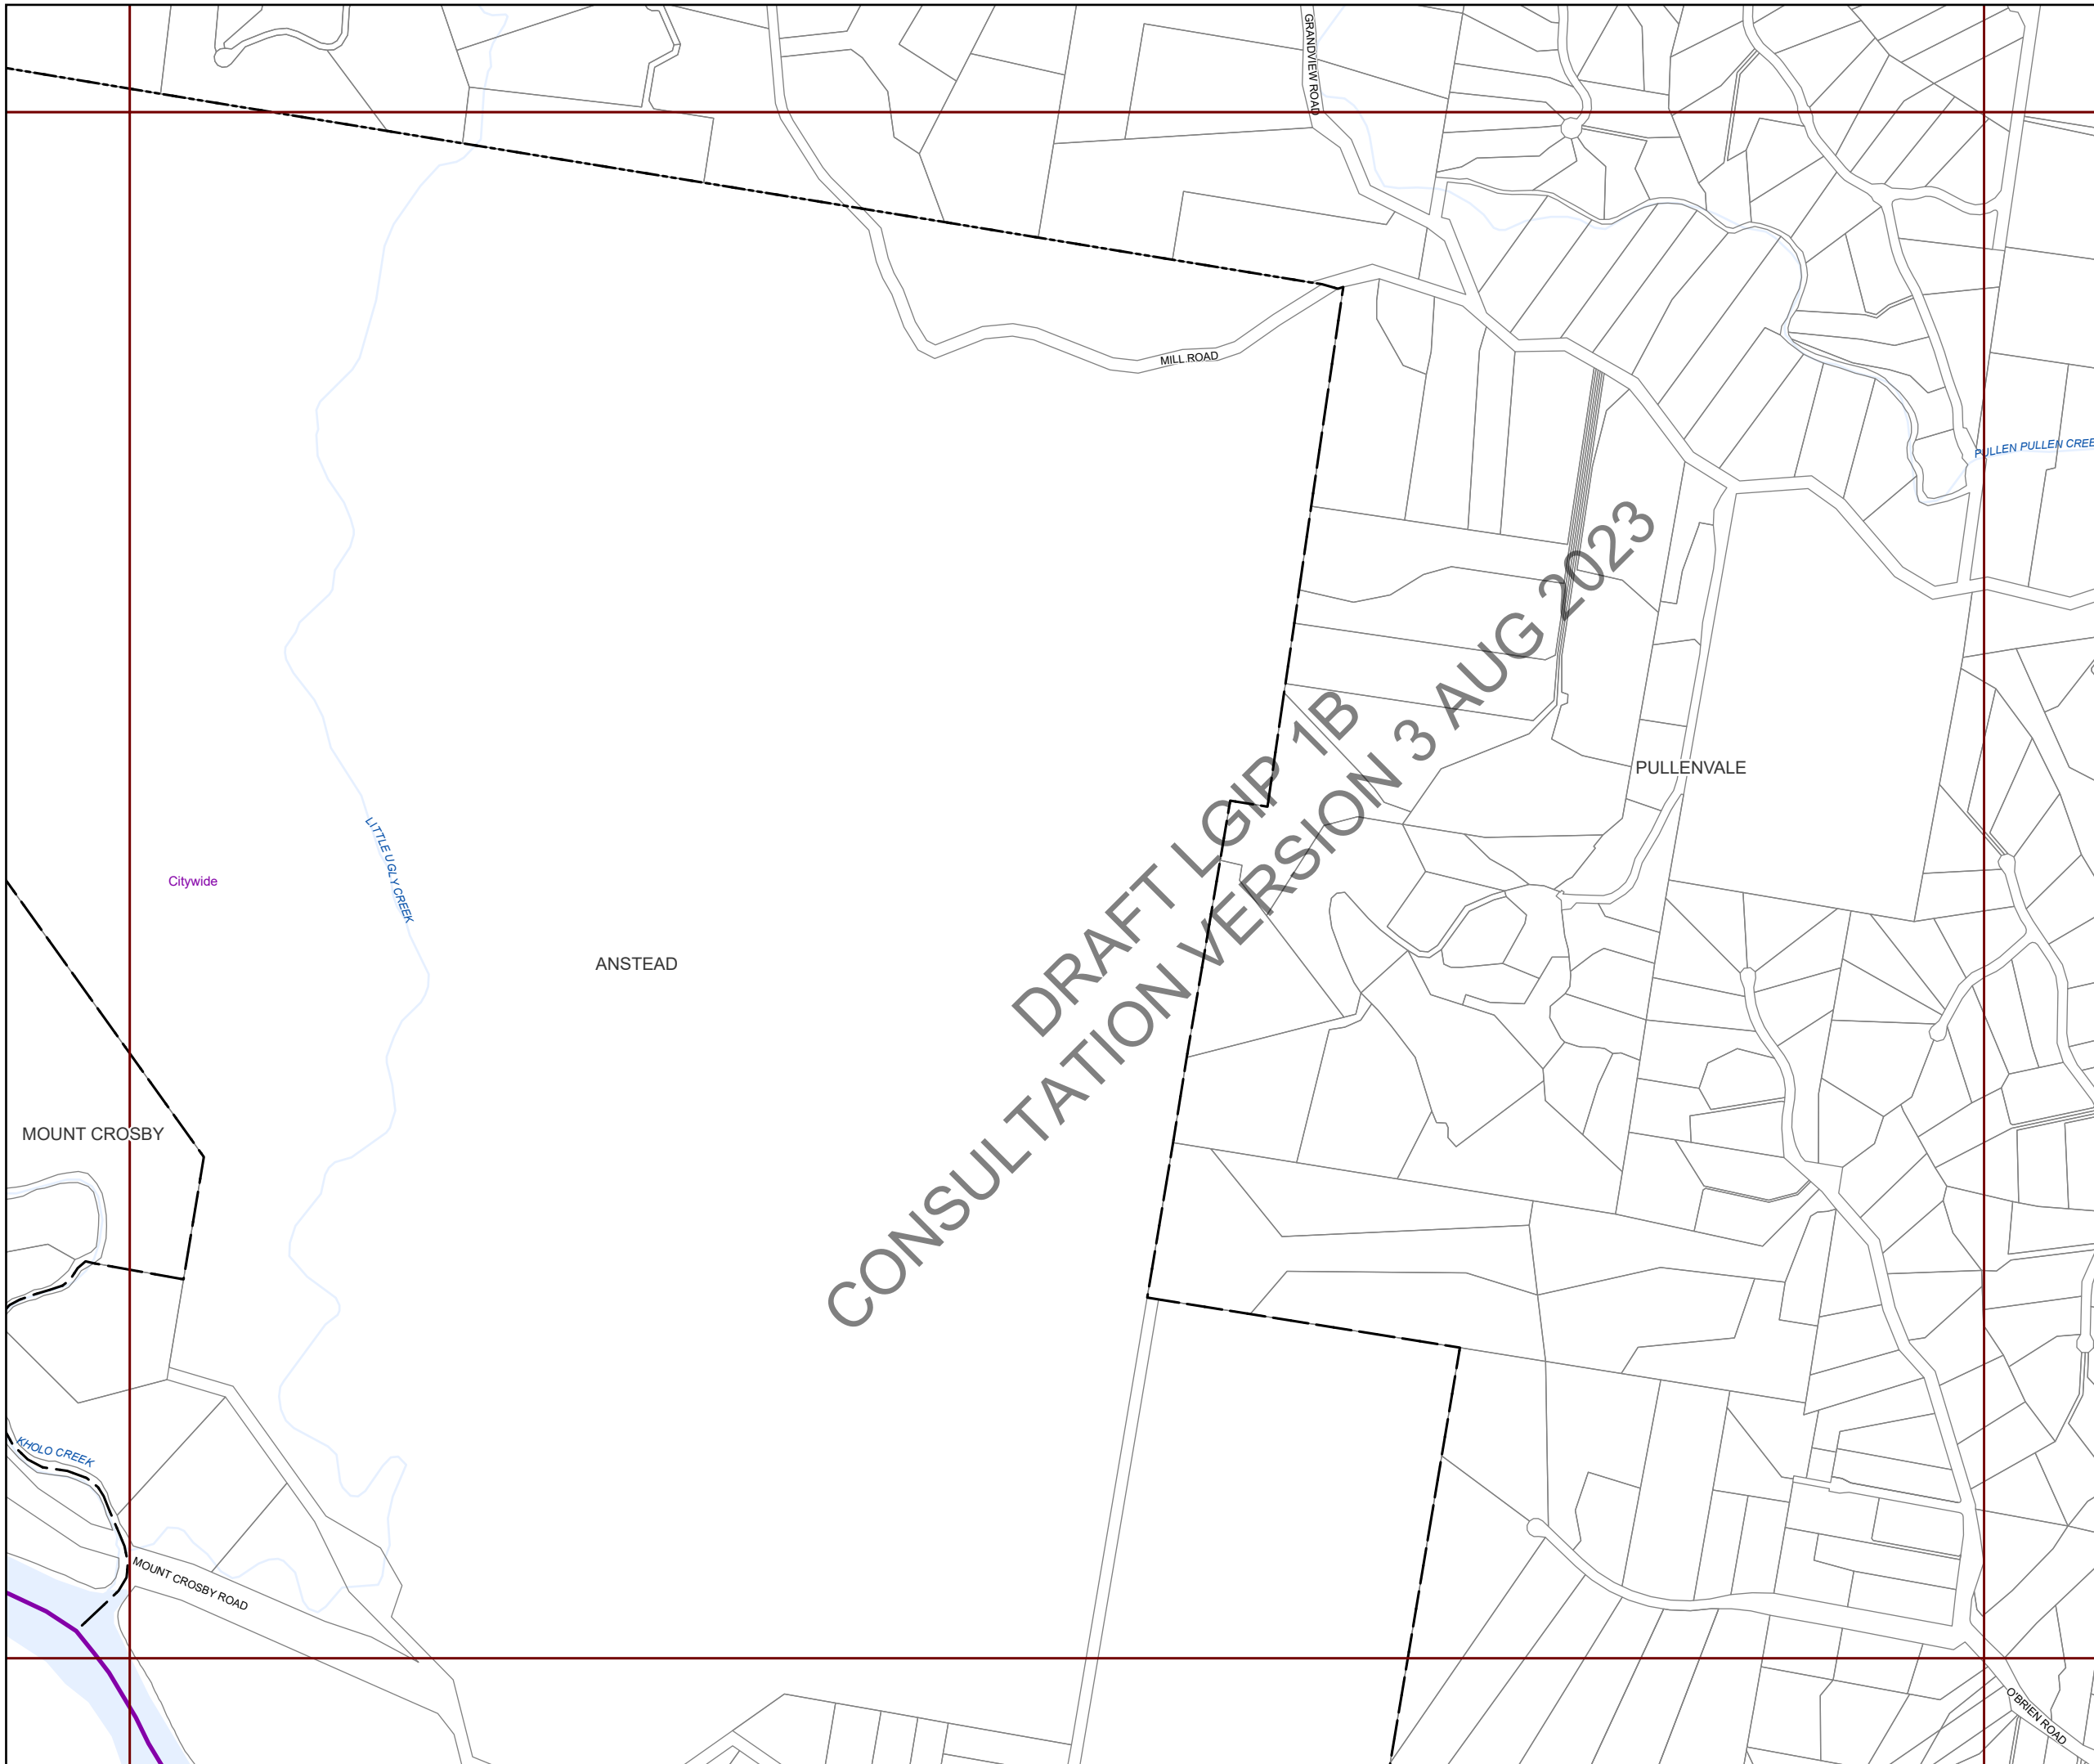 GRANDVIEW ROAD
MILL ROAD
PULLEN PULLEN CREE
PULLENVALE
LITTLE UGLY CREEK
Citywide
ANSTEAD
DRAFT LGIP 1B
CONSULTATION VERSION 3 AUG 2023
MOUNT CROSBY
KHOLO CREEK
MOUNT CROSBY ROAD
O'BRIEN ROAD